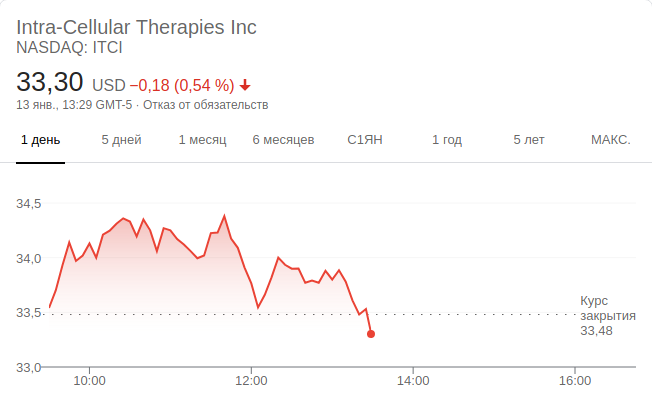 Intra-Cellular Therapies Inc
NASDAQ: ITCI
33,30 USD −0,18 (0,54 %)
13 янв., 13:29 GMT-5 · Отказ от обязательств
1 день 5 дней 1 месяц 6 месяцев С1ЯН 1 год 5 лет МАКС.
34,5
34,0
33,5
33,0
Курс
закрытия
33,48
10:00 12:00 14:00 16:00